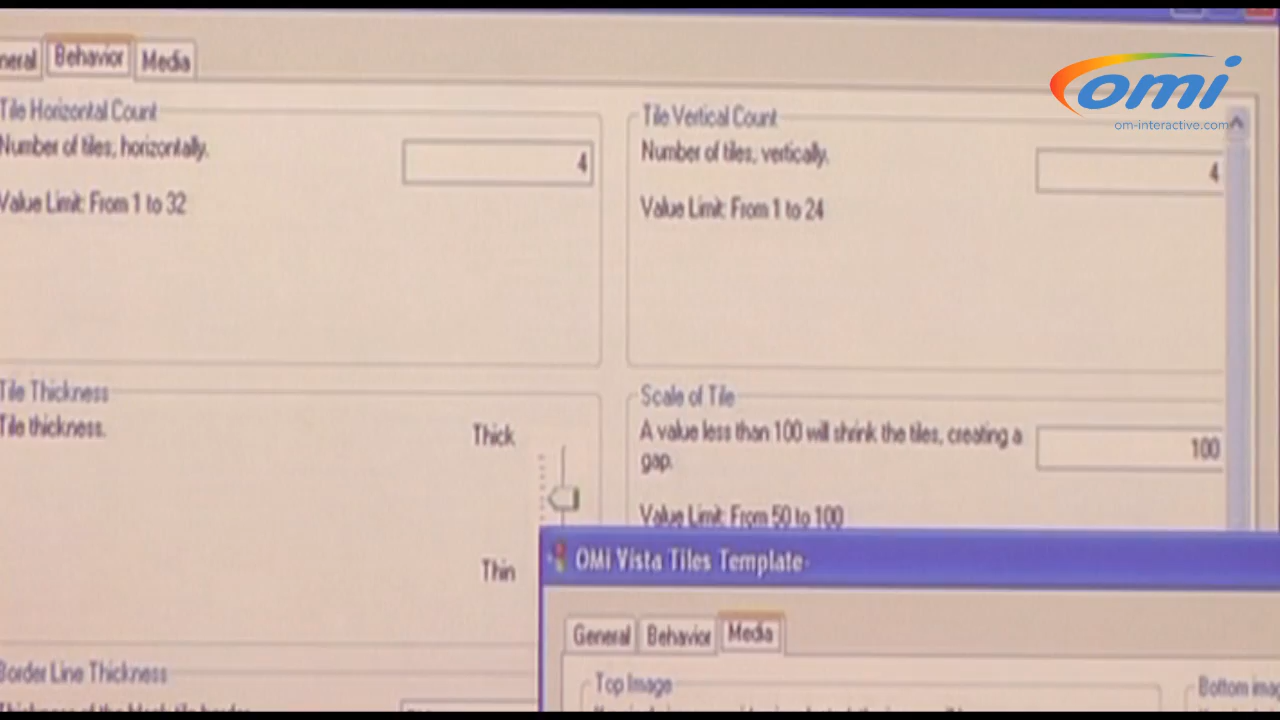 neral Behavior Media
omi
om-interactive.com
Tile Horizontal Count
Number of tiles, horizontally.
4
Value Limit: From 1 to 32
Tile Vertical Count
Number of tiles, vertically.
4
Value Limit: From 1 to 24
Tile Thickness
Tile thickness.
Thick
Thin
Scale of Tile
A value less than 100 will shrink the tiles, creating a
gap.
100
Value Limit: From 50 to 100
Border Line Thickness
OMi Vista Tiles Template
General Behavior Media
Top Image
Bottom